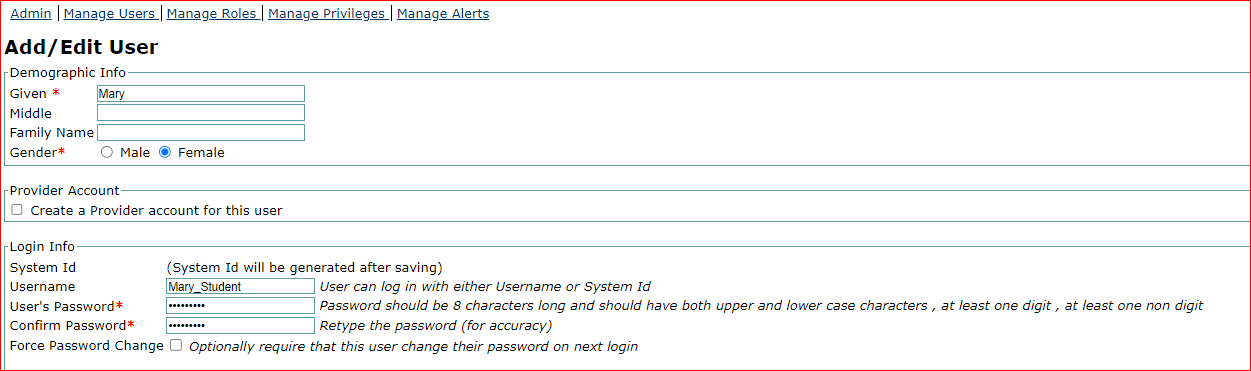 Admin | Manage Users | Manage Roles | Manage Privileges | Manage Alerts
Add/Edit User
Demographic Info
Given * Mary
Middle
Family Name
Gender* Male Female
Provider Account
Create a Provider account for this user
Login Info
System Id (System Id will be generated after saving)
Username Mary_Student User can log in with either Username or System Id
User's Password* ••••••••• Password should be 8 characters long and should have both upper and lower case characters , at least one digit , at least one non digit
Confirm Password* ••••••••• Retype the password (for accuracy)
Force Password Change Optionally require that this user change their password on next login